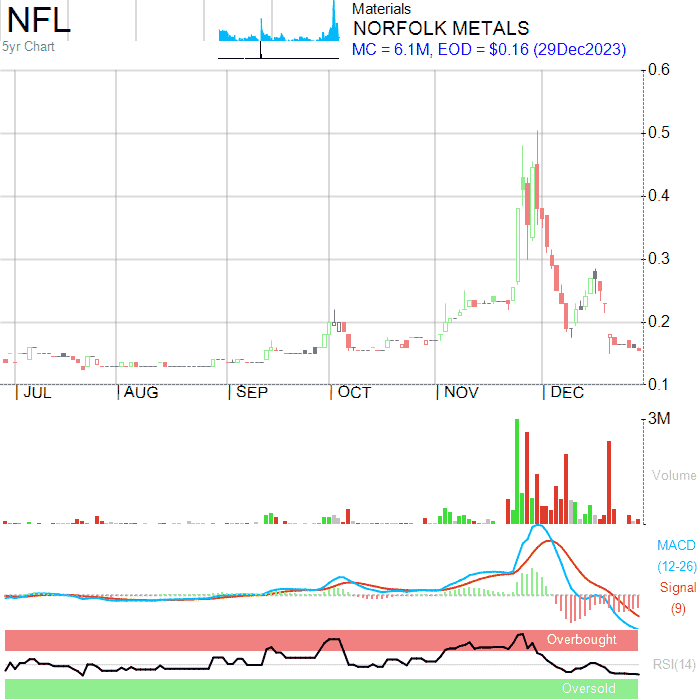 NFL
5yr Chart
Materials
NORFOLK METALS
MC = 6.1M, EOD = $0.16 (29Dec2023)
0.6
0.5
0.4
0.3
0.2
0.1
JUL AUG SEP OCT NOV DEC
3M
Volume
MACD
(12-26)
Signal
(9)
Overbought
RSI(14)
Oversold